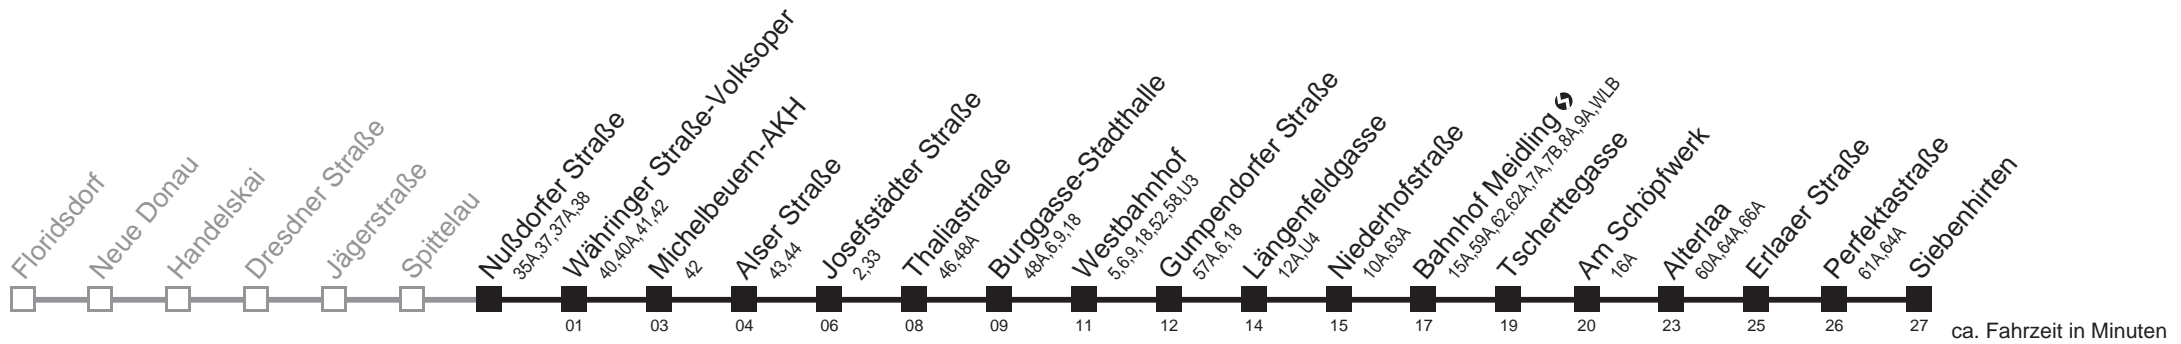 Floridsdorf
Neue Donau
Handelskai
Dresdner Straße
Jägerstraße
Spittelau
Nußdorfer Straße
35A,37,37A,38
Währinger Straße-Volksoper
40,40A,41,42
Michelbeuern-AKH
42
Alser Straße
43,44
Josefstädter Straße
2,33
Thaliastraße
46,48A
Burggasse-Stadthalle
48A,6,9,18
Westbahnhof
5,6,9,18,52,58,U3
Gumpendorfer Straße
57A,6,18
Längenfeldgasse
12A,U4
Niederhofstraße
10A,63A
Bahnhof Meidling
15A,59A,62,62A,7A,7B,8A,9A,WLB
Tscherttegasse
Am Schöpfwerk
16A
Alterlaa
60A,64A,66A
Erlaaer Straße
Perfektastraße
61A,64A
Siebenhirten
01 03 04 06 08 09 11 12 14 15 17 19 20 23 25 26 27 ca. Fahrzeit in Minuten